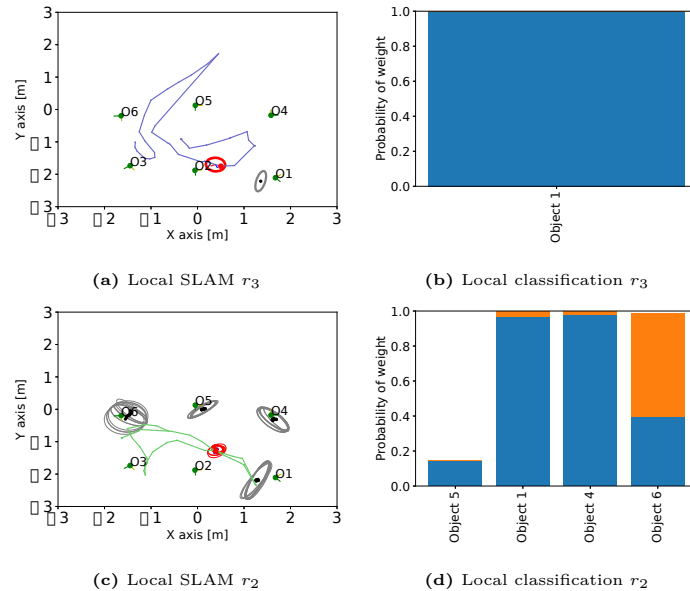 3
2
1
0
⍰ 1
⍰ 2
⍰ 3
Y axis [m]
O6
O5
O4
O3
O2
O1
⍰ 3 ⍰ 2 ⍰ 1 0 1 2 3
X axis [m]
(a) Local SLAM r3
1.0
0.8
0.6
0.4
0.2
0.0
Probability of weight
Object 1
(b) Local classification r3
3
2
1
0
⍰ 1
⍰ 2
⍰ 3
Y axis [m]
O6
O5
O4
O3
O2
O1
⍰ 3 ⍰ 2 ⍰ 1 0 1 2 3
X axis [m]
(c) Local SLAM r2
1.0
0.8
0.6
0.4
0.2
0.0
Probability of weight
Object 5
Object 1
Object 4
Object 6
(d) Local classification r2